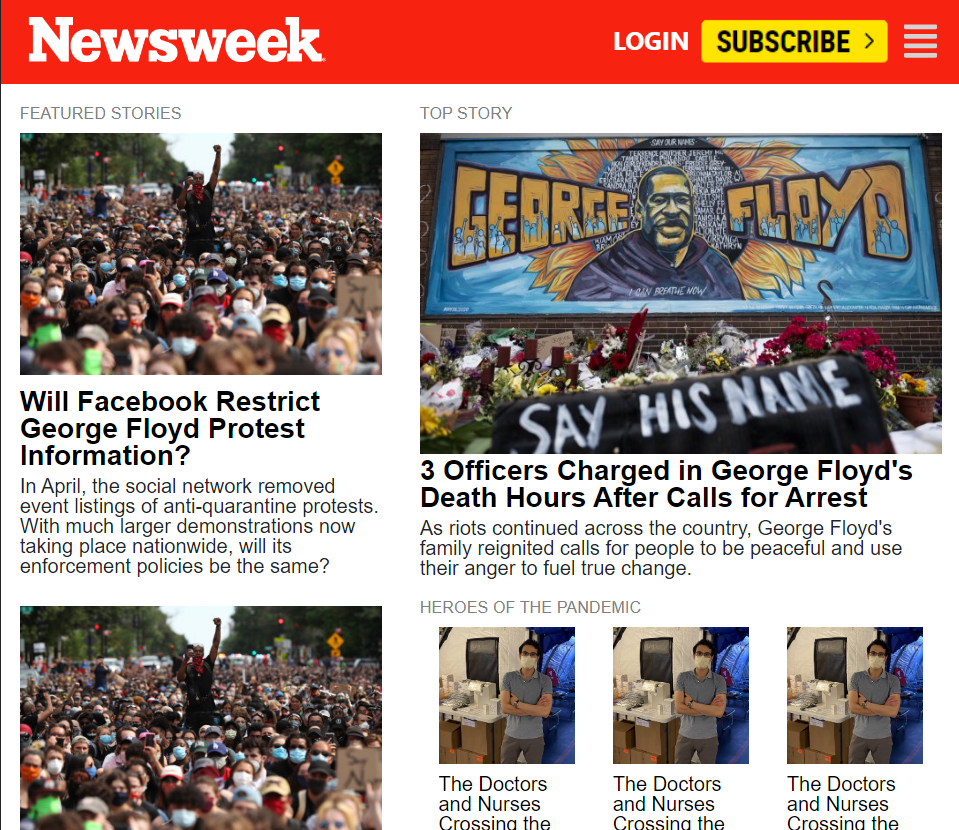 Newsweek
LOGIN
SUBSCRIBE
FEATURED STORIES
Will Facebook Restrict
George Floyd Protest
Information?
In April, the social network removed
event listings of anti-quarantine protests.
With much larger demonstrations now
taking place nationwide, will its
enforcement policies be the same?
TOP STORY
SAY OUR NAMES
GEORGE FLOYD
I CAN BREATHE NOW
SAY HIS NAME
3 Officers Charged in George Floyd's
Death Hours After Calls for Arrest
As riots continued across the country, George Floyd's
family reignited calls for people to be peaceful and use
their anger to fuel true change.
HEROES OF THE PANDEMIC
The Doctors
and Nurses
Crossing the
The Doctors
and Nurses
Crossing the
The Doctors
and Nurses
Crossing the